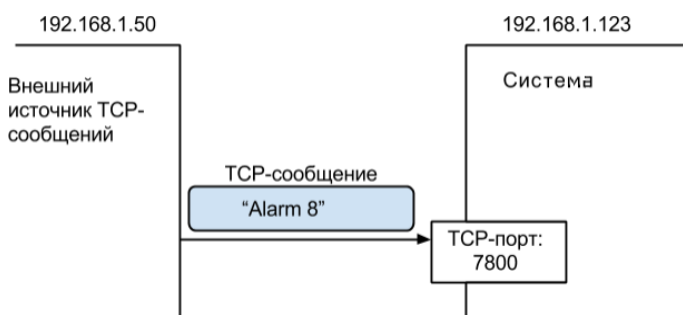 192.168.1.50
192.168.1.123
Внешний
источник TCP-
сообщений
Система
TCP-сообщение
“Alarm 8”
TCP-порт:
7800